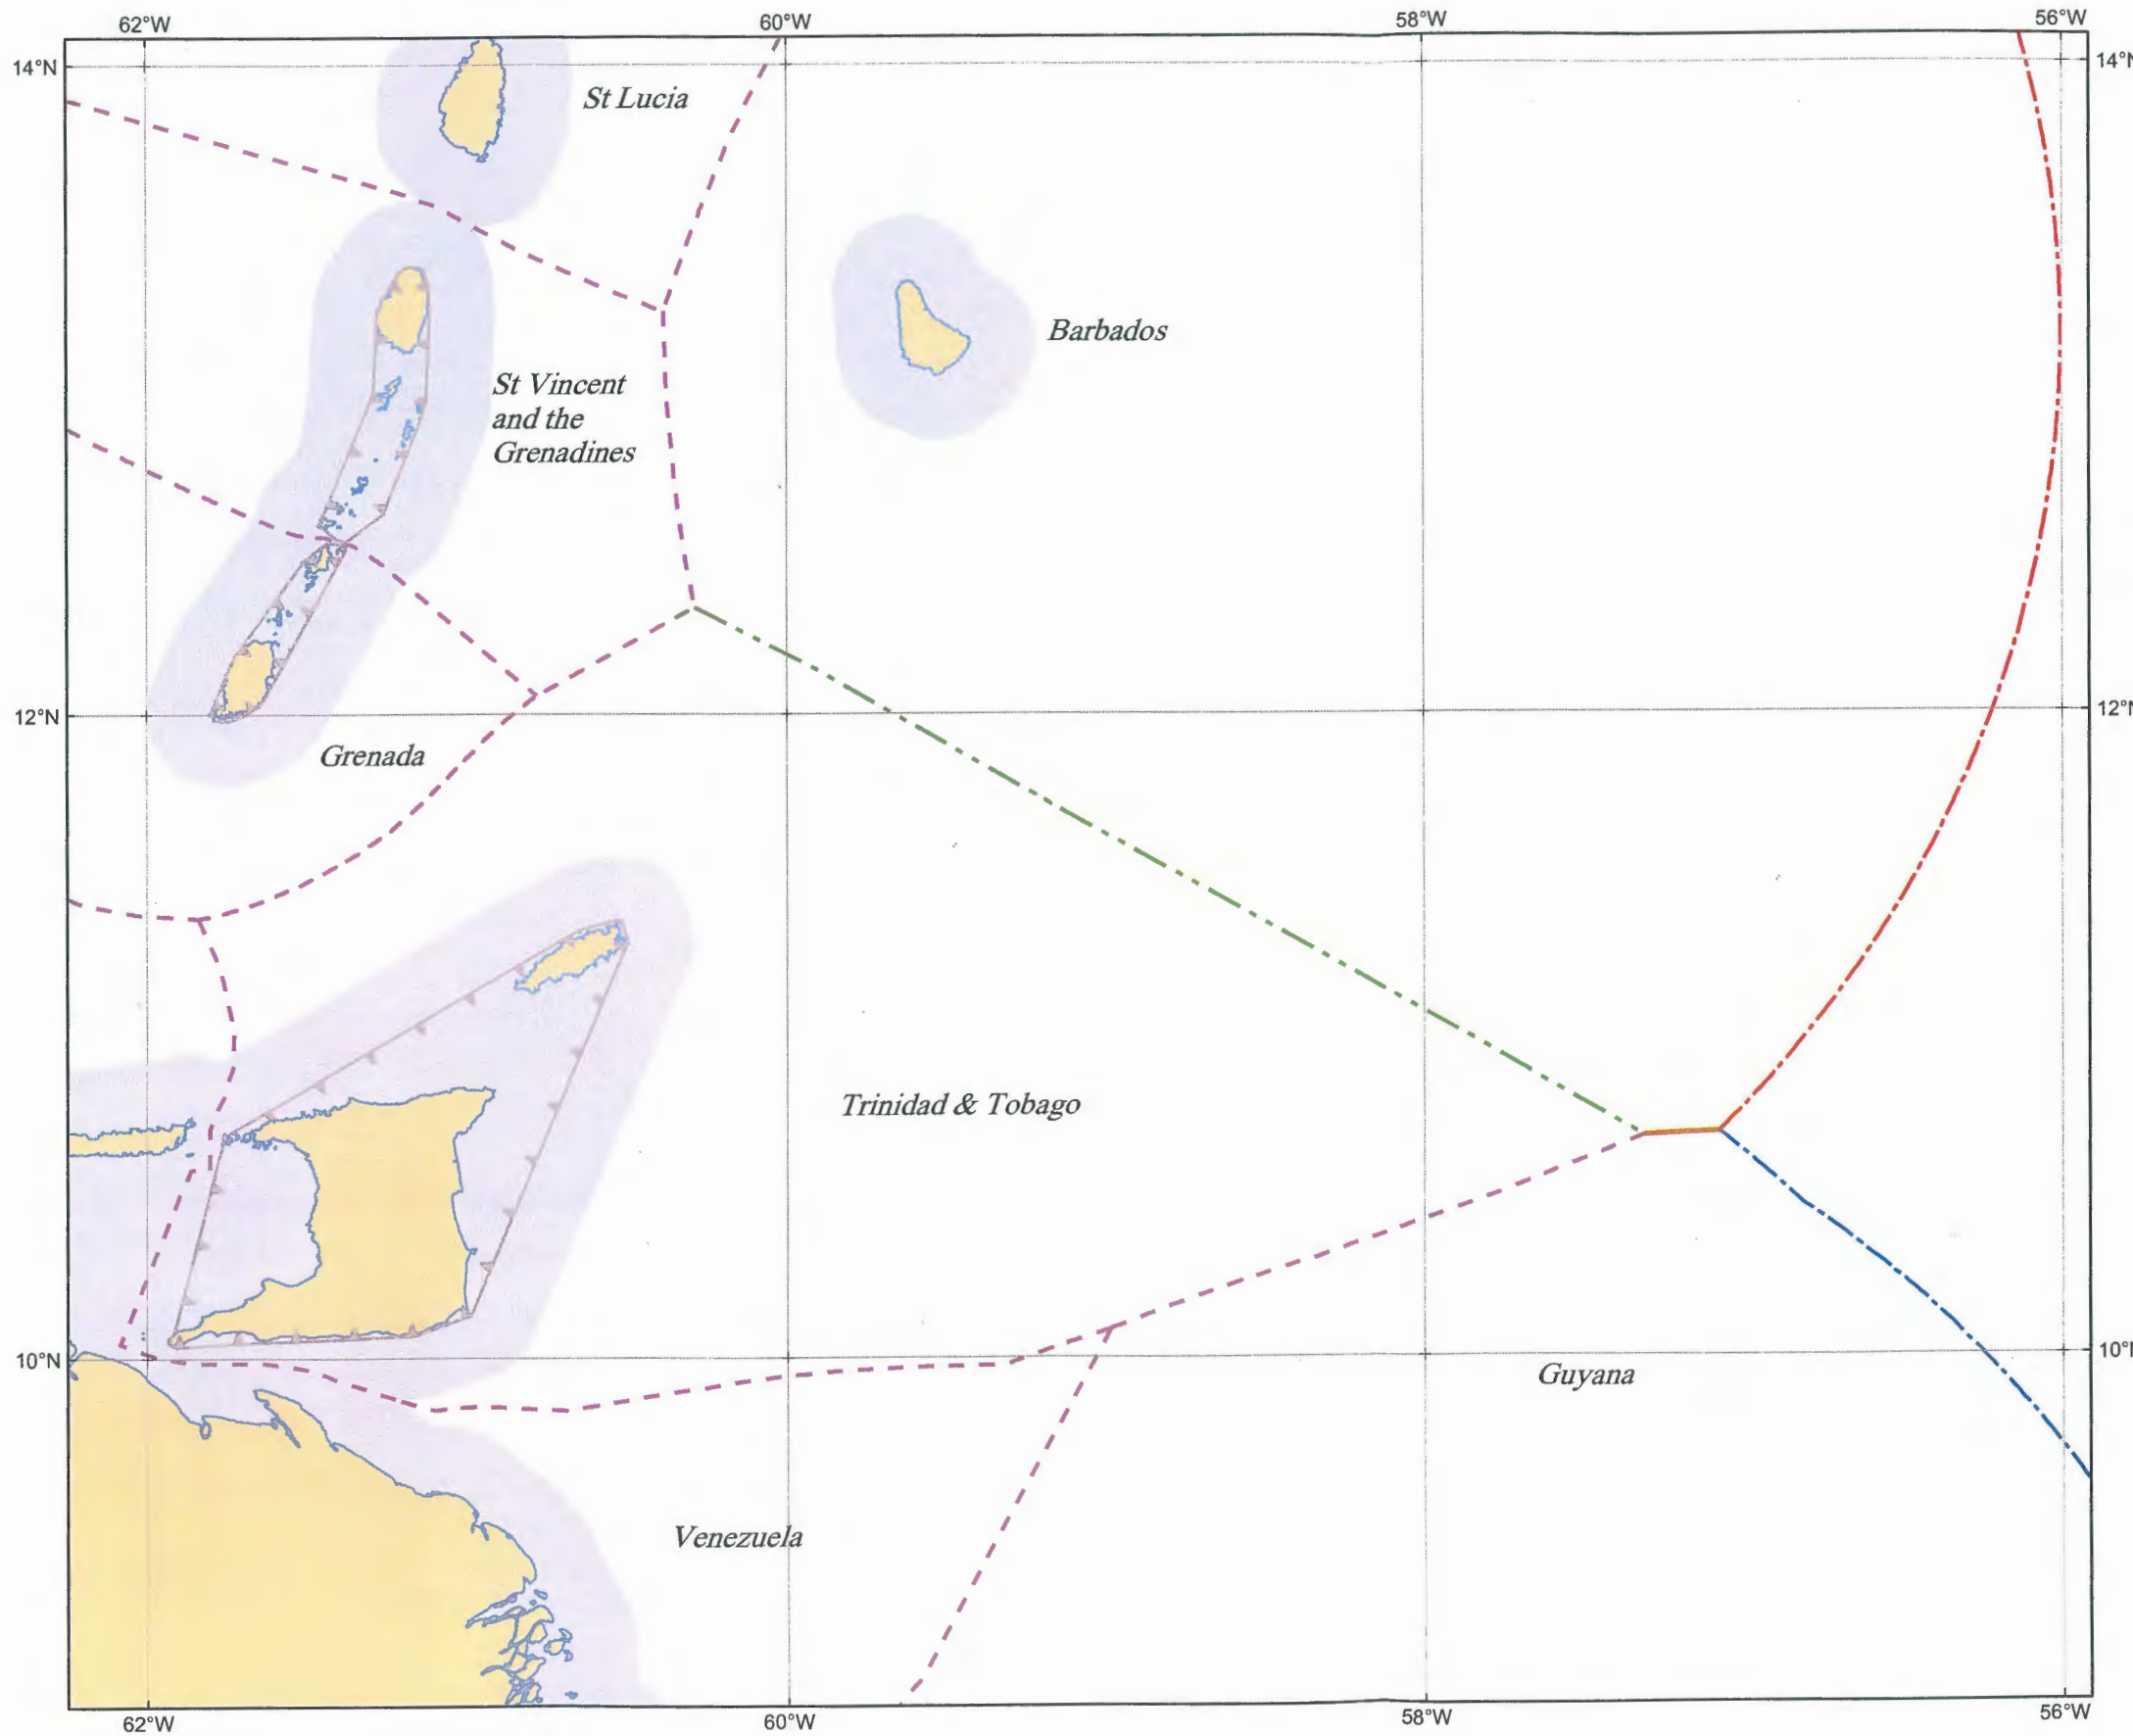 62°W
60°W
58°W
56°W
14°N
14°N
St Lucia
Barbados
St Vincent
and the
Grenadines
12°N
12°N
Grenada
Trinidad & Tobago
10°N
10°N
Guyana
Venezuela
62°W
60°W
58°W
56°W